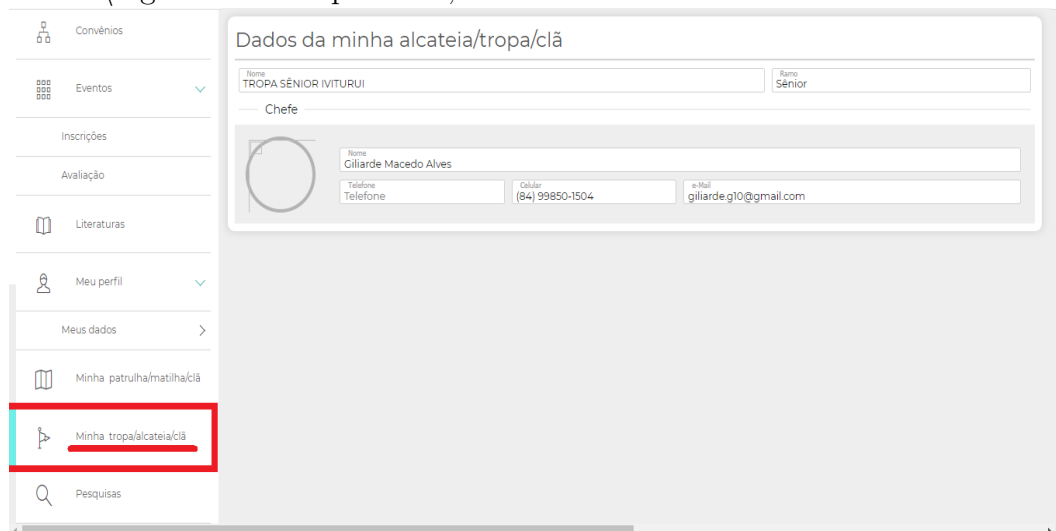 Convênios
Eventos
Inscrições
Avaliação
Literaturas
Meu perfil
Meus dados
Minha patrulha/matilha/clã
Minha tropa/alcateia/clã
Pesquisas
Dados da minha alcateia/tropa/clã
Nome
TROPA SÊNIOR IVITURUI
Ramo
Sênior
Chefe
Nome
Giliarde Macedo Alves
Telefone
Telefone
Celular
(84) 99850-1504
e-Mail
giliarde.g10@gmail.com